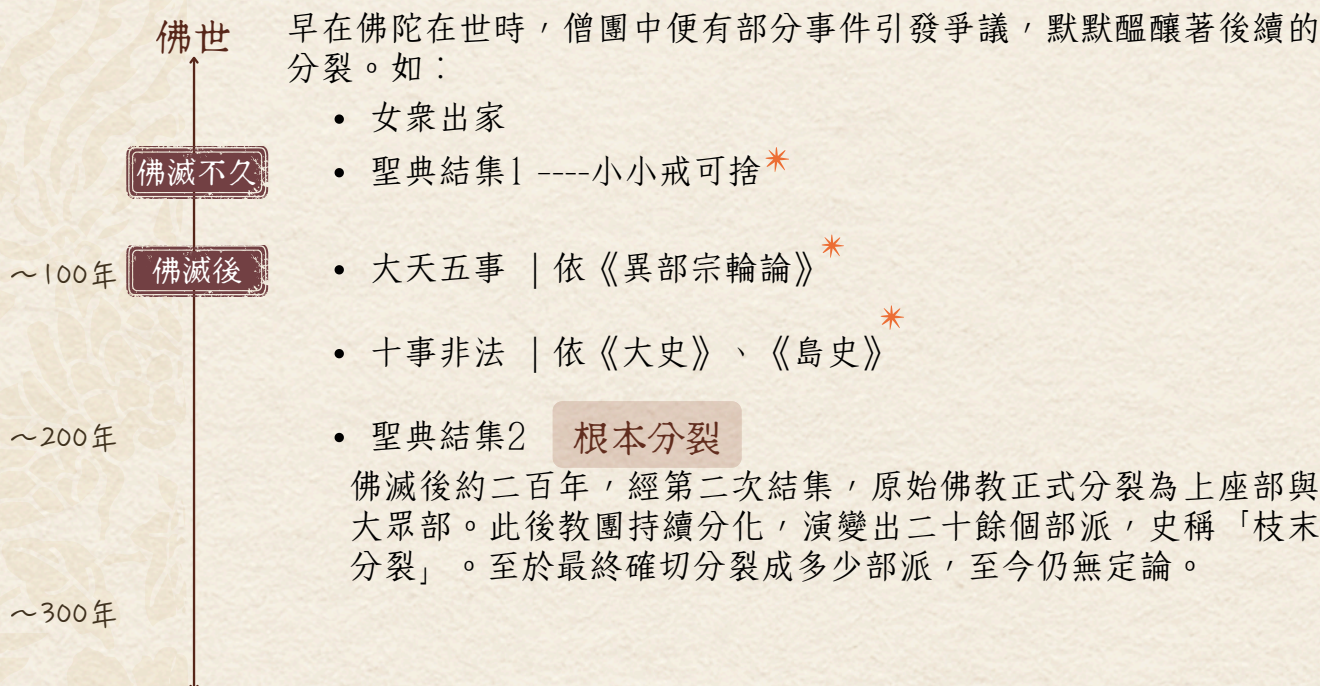 佛世
早在佛陀在世時，僧團中便有部分事件引發爭議，默默醞釀著後續的
分裂。如：
• 女眾出家
佛滅不久
• 聖典結集1 ----小小戒可捨
～100年
佛滅後
• 大天五事 | 依《異部宗輪論》
• 十事非法 | 依《大史》、《島史》
～200年
• 聖典結集2 根本分裂
佛滅後約二百年，經第二次結集，原始佛教正式分裂為上座部與
大眾部。此後教團持續分化，演變出二十餘個部派，史稱「枝末
分裂」。至於最終確切分裂成多少部派，至今仍無定論。
～300年